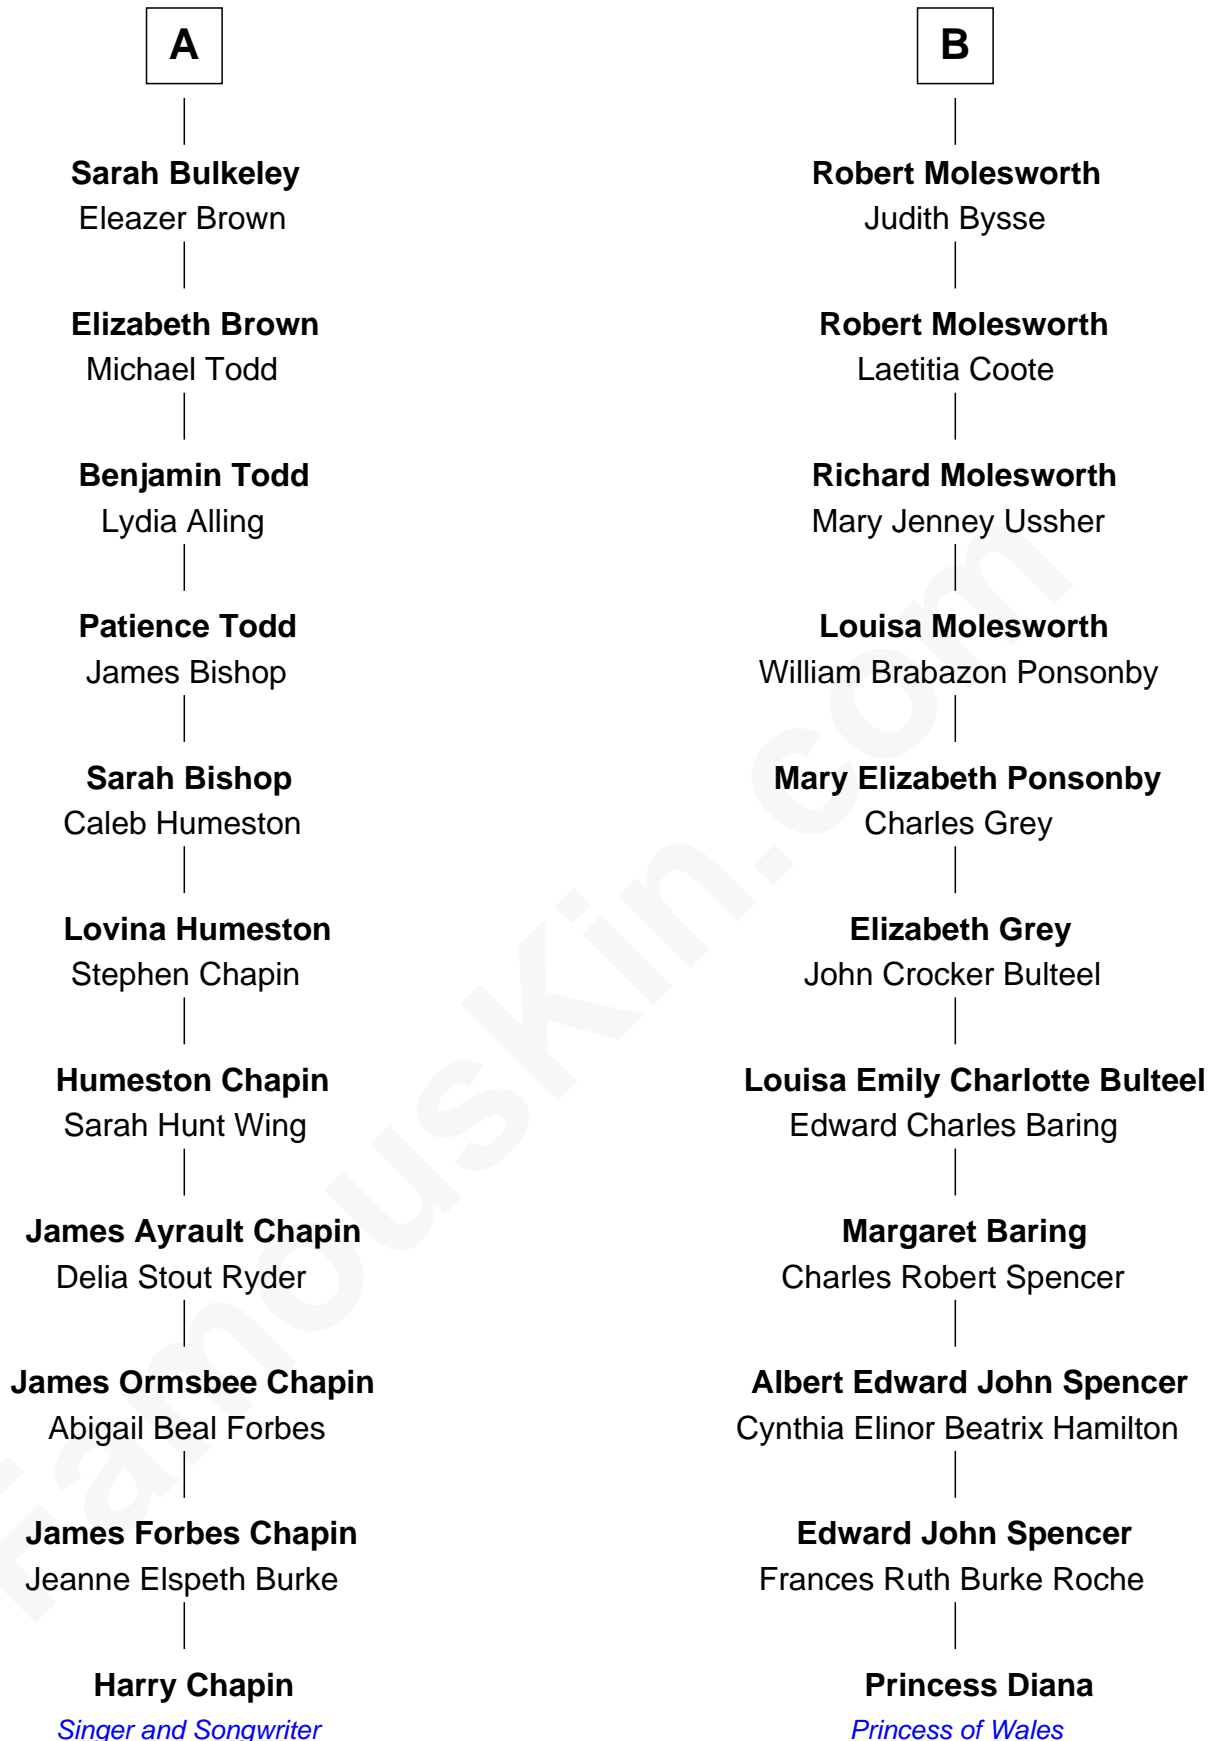 A
Sarah Bulkeley
Eleazer Brown
Elizabeth Brown
Michael Todd
Benjamin Todd
Lydia Alling
Patience Todd
James Bishop
Sarah Bishop
Caleb Humeston
Lovina Humeston
Stephen Chapin
Humeston Chapin
Sarah Hunt Wing
James Ayrault Chapin
Delia Stout Ryder
James Ormsbee Chapin
Abigail Beal Forbes
James Forbes Chapin
Jeanne Elspeth Burke
Harry Chapin
Singer and Songwriter
B
Robert Molesworth
Judith Bysse
Robert Molesworth
Laetitia Coote
Richard Molesworth
Mary Jenney Ussher
Louisa Molesworth
William Brabazon Ponsonby
Mary Elizabeth Ponsonby
Charles Grey
Elizabeth Grey
John Crocker Bulteel
Louisa Emily Charlotte Bulteel
Edward Charles Baring
Margaret Baring
Charles Robert Spencer
Albert Edward John Spencer
Cynthia Elinor Beatrix Hamilton
Edward John Spencer
Frances Ruth Burke Roche
Princess Diana
Princess of Wales
FamousKin.com